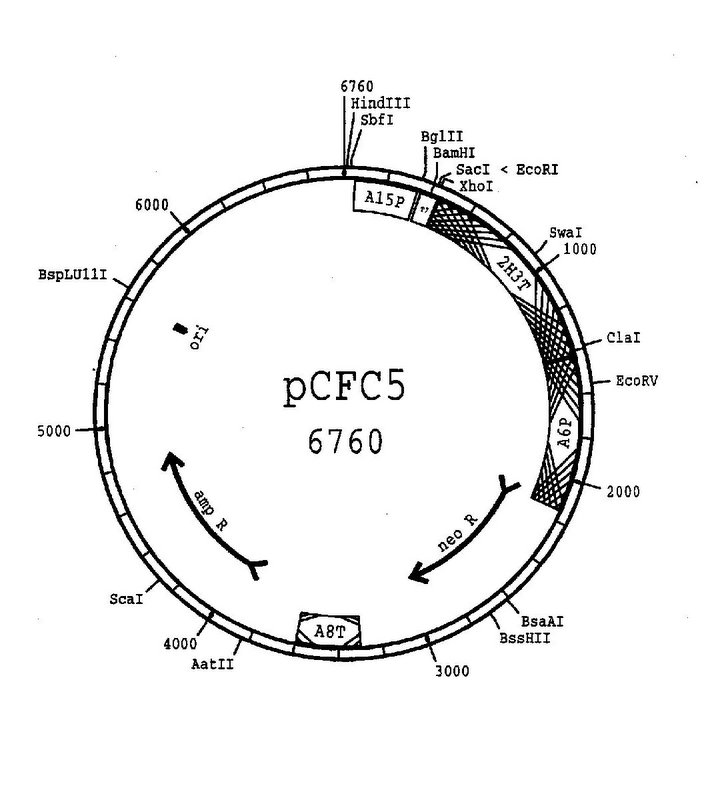 6760
HindIII
SbfI
BglII
BamHI
SacI < EcoRI
XhoI
A15P
SwaI
1000
2H3T
ClaI
EcoRV
A6P
2000
neo R
BsaAI
BssHII
3000
A8T
AatII
4000
ScaI
amp R
5000
ori
BspLU11I
6000
pCFC5
6760